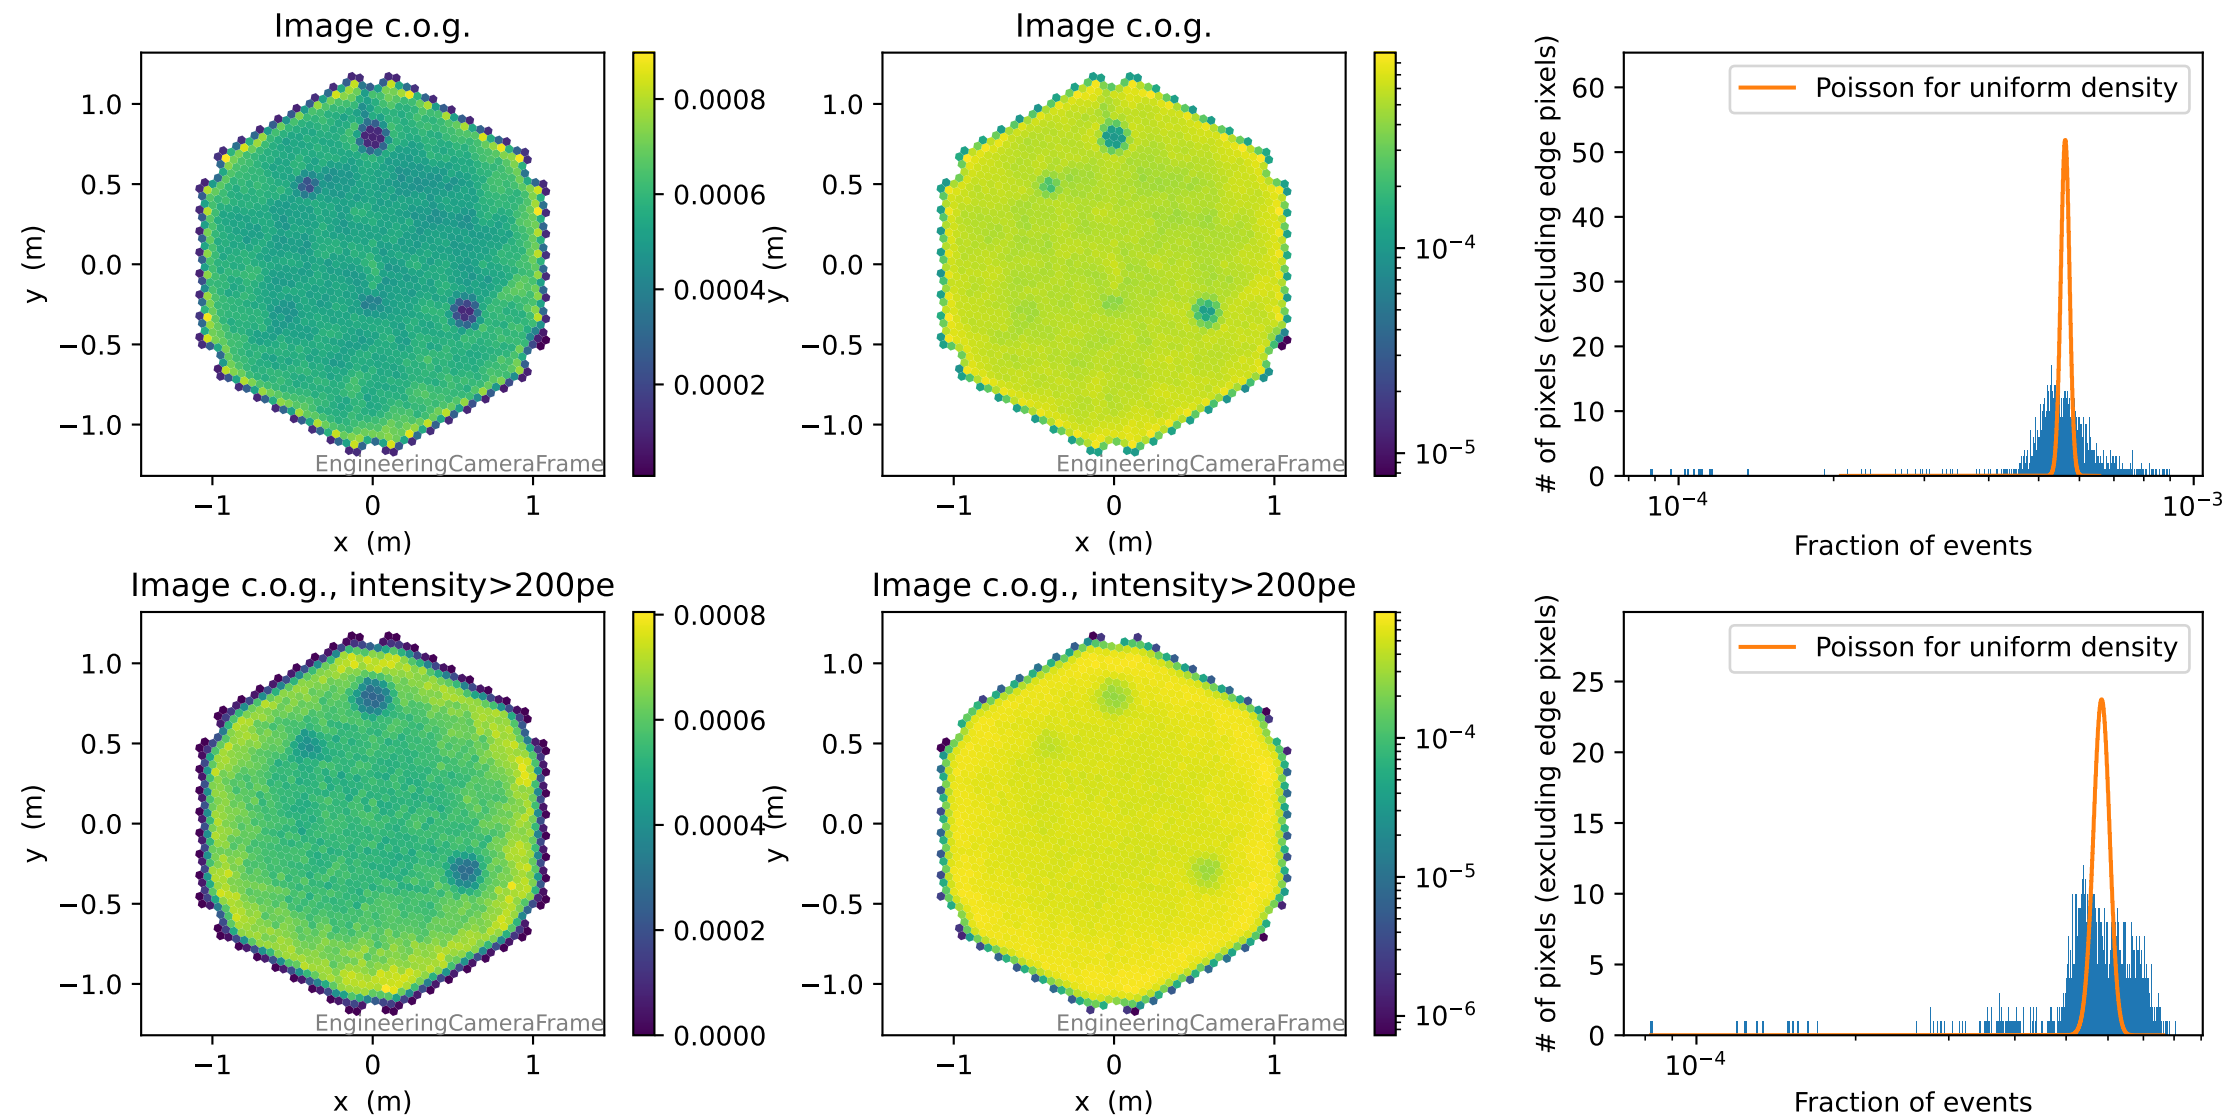 Image c.o.g.
1.0
0.5
0.0
−0.5
−1.0
y (m)
−1
0
1
x (m)
EngineeringCameraFrame
0.0008
0.0006
0.0004
0.0002
Image c.o.g.
1.0
0.5
0.0
−0.5
−1.0
y (m)
−1
0
1
x (m)
EngineeringCameraFrame
10⁻⁴
10⁻⁵
Poisson for uniform density
60
50
40
30
20
10
0
# of pixels (excluding edge pixels)
10⁻⁴
10⁻³
Fraction of events
Image c.o.g., intensity>200pe
1.0
0.5
0.0
−0.5
−1.0
y (m)
−1
0
1
x (m)
EngineeringCameraFrame
0.0008
0.0006
0.0004
0.0002
0.0000
Image c.o.g., intensity>200pe
1.0
0.5
0.0
−0.5
−1.0
y (m)
−1
0
1
x (m)
EngineeringCameraFrame
10⁻⁴
10⁻⁵
10⁻⁶
Poisson for uniform density
25
20
15
10
5
0
# of pixels (excluding edge pixels)
10⁻⁴
Fraction of events